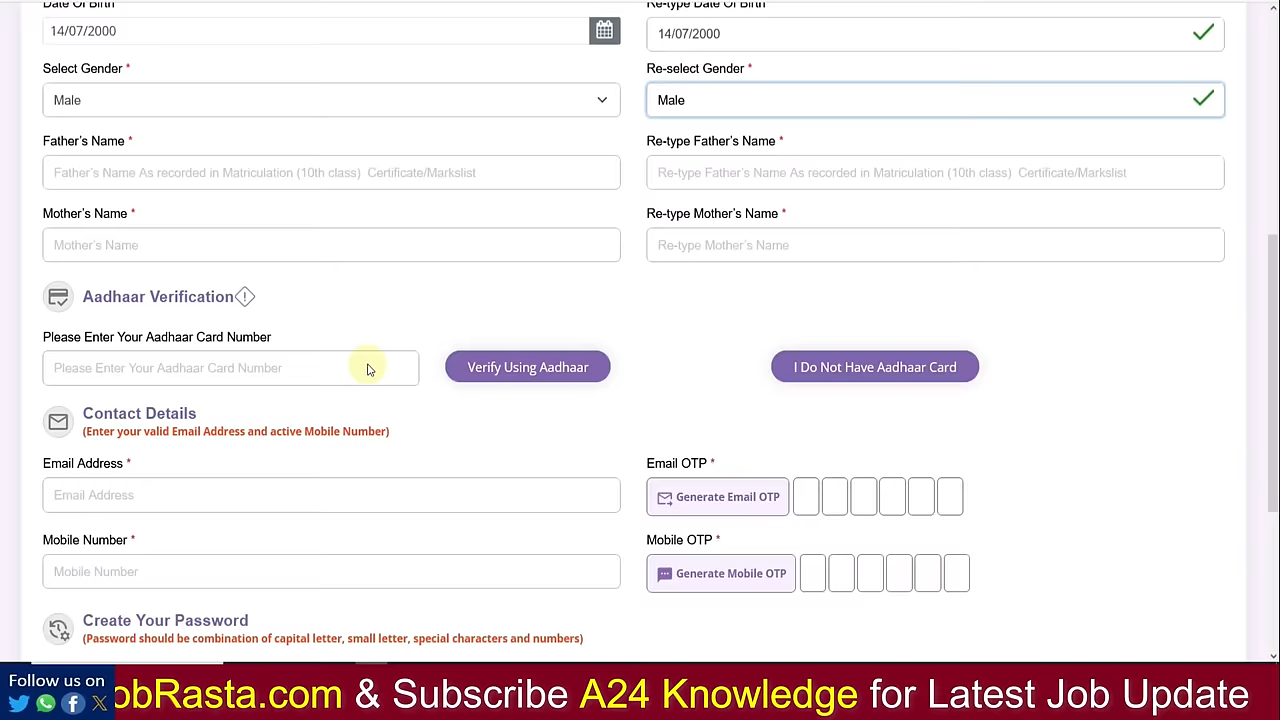 Date Of Birth
Re-type Date Of Birth
14/07/2000
14/07/2000
Select Gender *
Re-select Gender *
Male
Male
Father's Name *
Re-type Father's Name *
Father's Name As recorded in Matriculation (10th class) Certificate/Markslist
Re-type Father's Name As recorded in Matriculation (10th class) Certificate/Markslist
Mother's Name *
Re-type Mother's Name *
Mother's Name
Re-type Mother's Name
Aadhaar Verification
Please Enter Your Aadhaar Card Number
Please Enter Your Aadhaar Card Number
Verify Using Aadhaar
I Do Not Have Aadhaar Card
Contact Details
(Enter your valid Email Address and active Mobile Number)
Email Address *
Email OTP *
Email Address
Generate Email OTP
Mobile Number *
Mobile OTP *
Mobile Number
Generate Mobile OTP
Create Your Password
(Password should be combination of capital letter, small letter, special characters and numbers)
Follow us on
obRasta.com & Subscribe A24 Knowledge for Latest Job Update